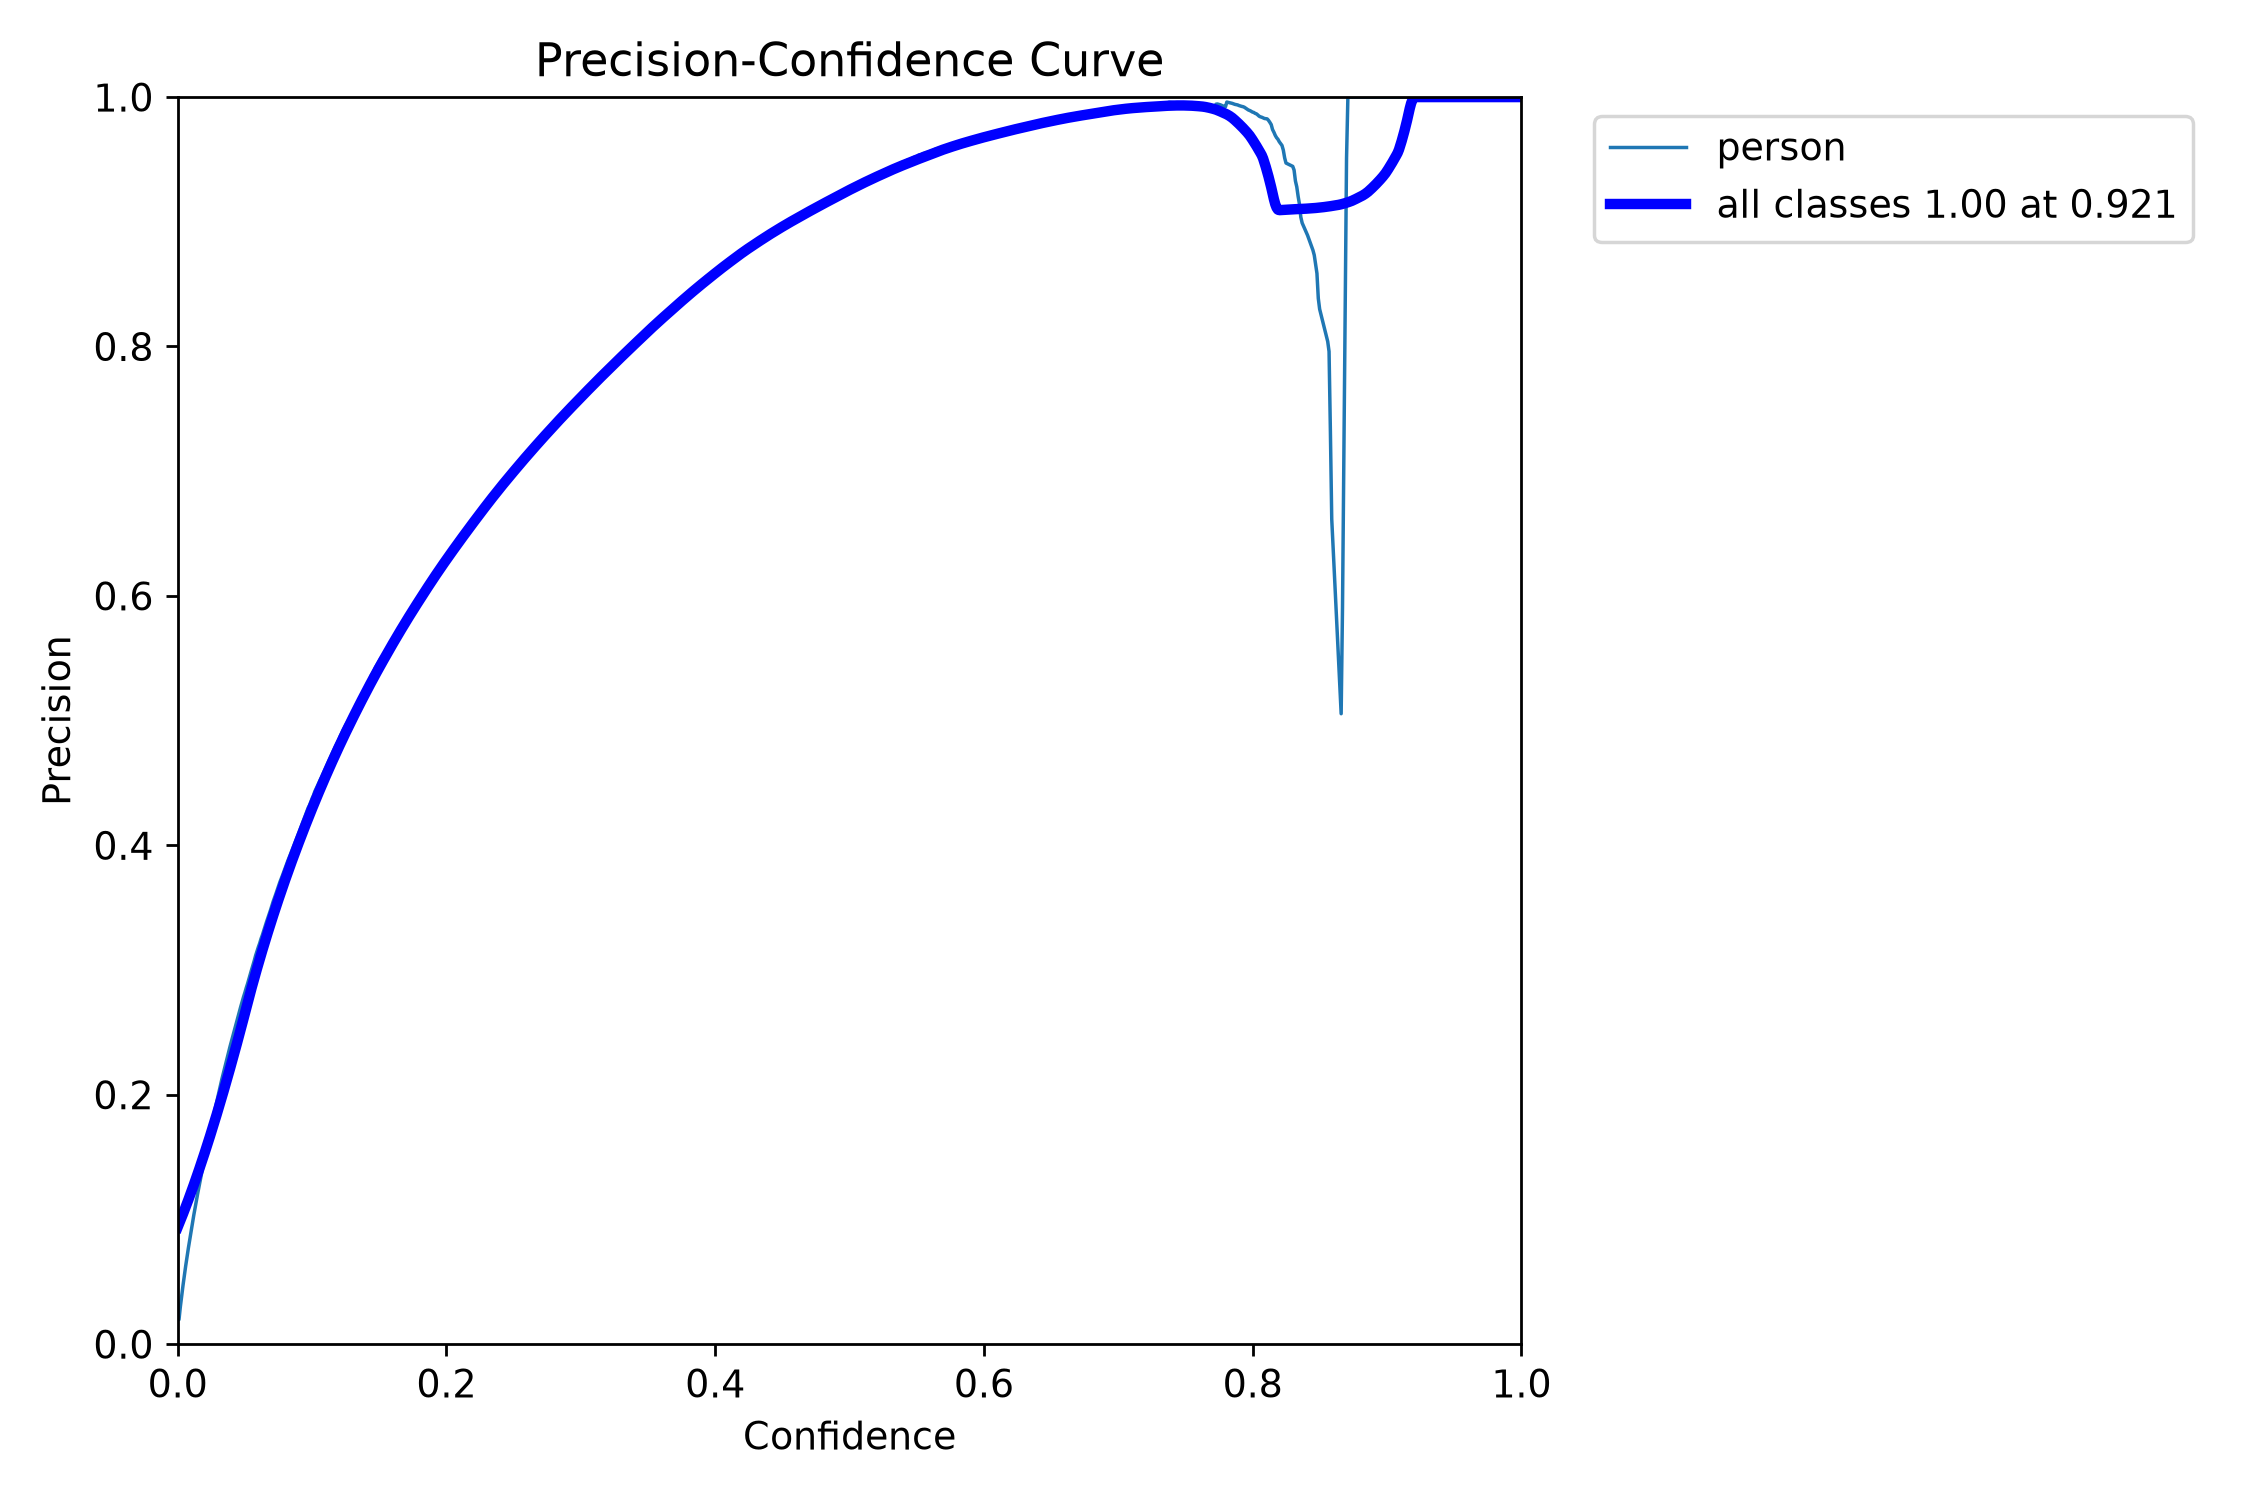 Precision-Confidence Curve
1.0
0.8
0.6
0.4
0.2
0.0
Precision
0.0 0.2 0.4 0.6 0.8 1.0
Confidence
person
all classes 1.00 at 0.921